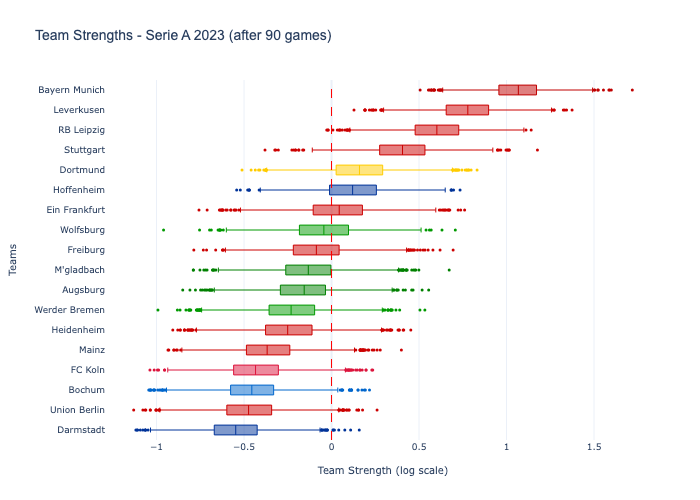 Team Strengths - Serie A 2023 (after 90 games)
Bayern Munich
Leverkusen
RB Leipzig
Stuttgart
Dortmund
Hoffenheim
Ein Frankfurt
Wolfsburg
Freiburg
M'gladbach
Augsburg
Werder Bremen
Heidenheim
Mainz
FC Koln
Bochum
Union Berlin
Darmstadt
Teams
−1 −0.5 0 0.5 1 1.5
Team Strength (log scale)